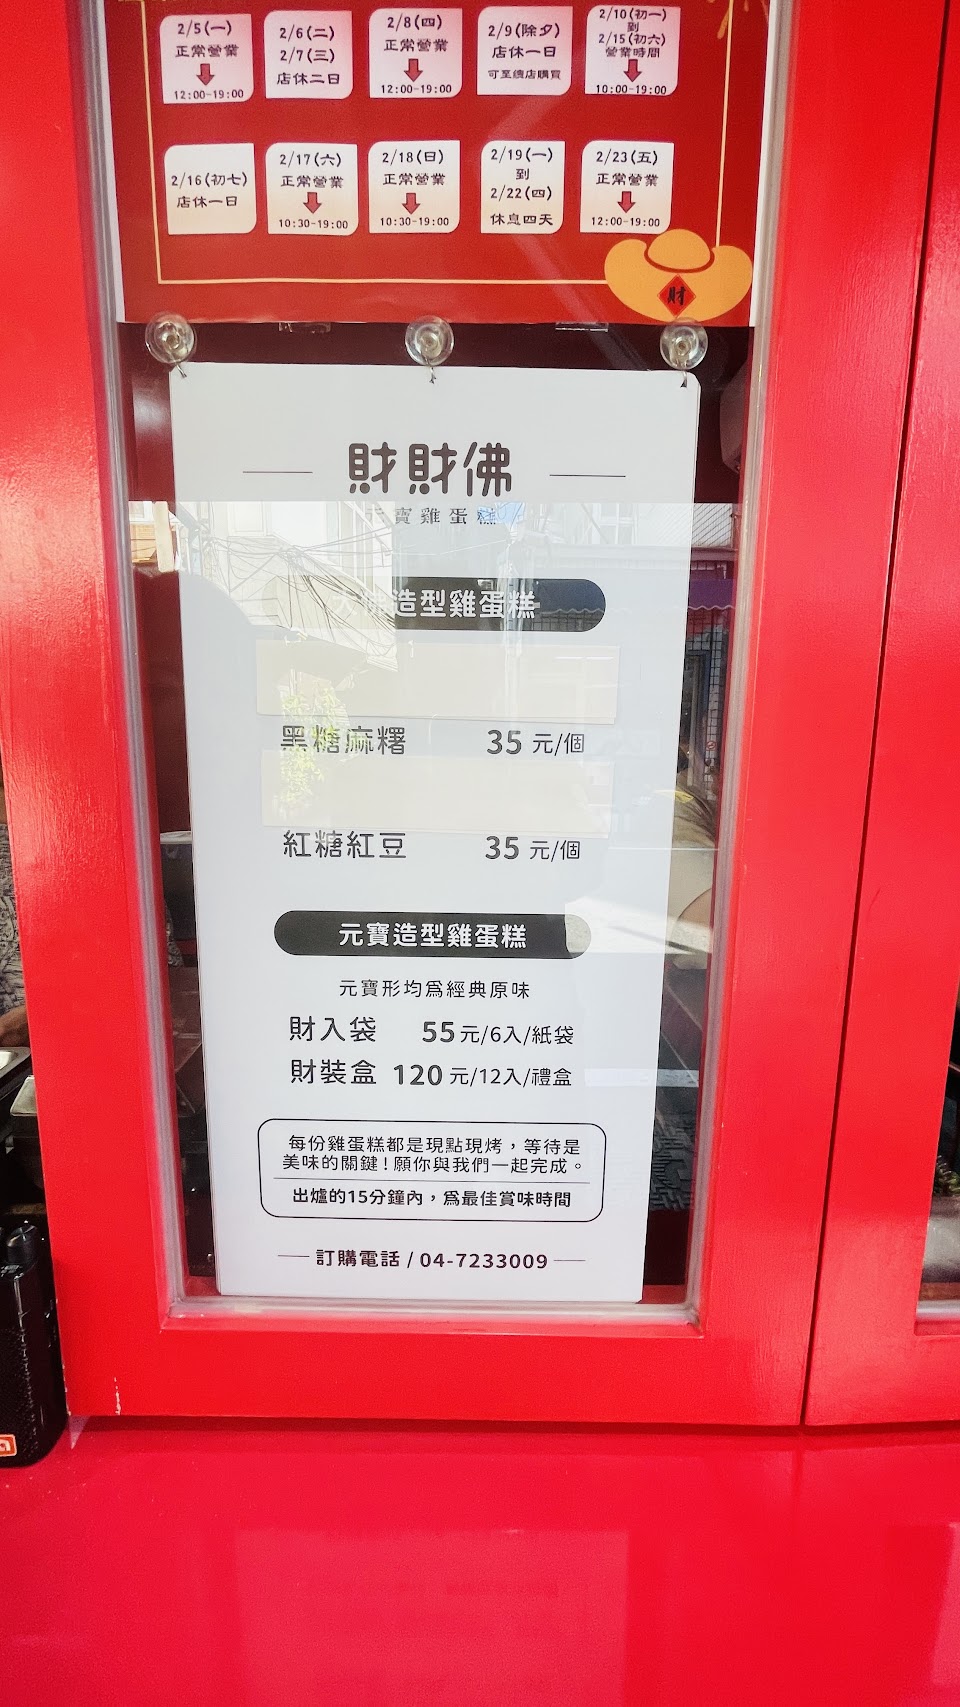 2/5(一)
正常營業
12:00-19:00
2/6(二)
2/7(三)
店休二日
2/8(四)
正常營業
12:00-19:00
2/9(除夕)
店休一日
可至總店購買
2/10(初一)
到
2/15(初六)
營業時間
10:00-19:00
2/16(初七)
店休一日
2/17(六)
正常營業
10:30-19:00
2/18(日)
正常營業
10:30-19:00
2/19(一)
到
2/22(四)
休息四天
2/23(五)
正常營業
12:00-19:00
財
財財佛
元寶雞蛋糕
大佛造型雞蛋糕
黑糖麻糬 35 元/個
紅糖紅豆 35 元/個
元寶造型雞蛋糕
元寶形均為經典原味
財入袋 55元/6入/紙袋
財裝盒 120 元/12入/禮盒
每份雞蛋糕都是現點現烤，等待是
美味的關鍵！願你與我們一起完成。
出爐的15分鐘內，為最佳賞味時間
訂購電話 / 04-7233009